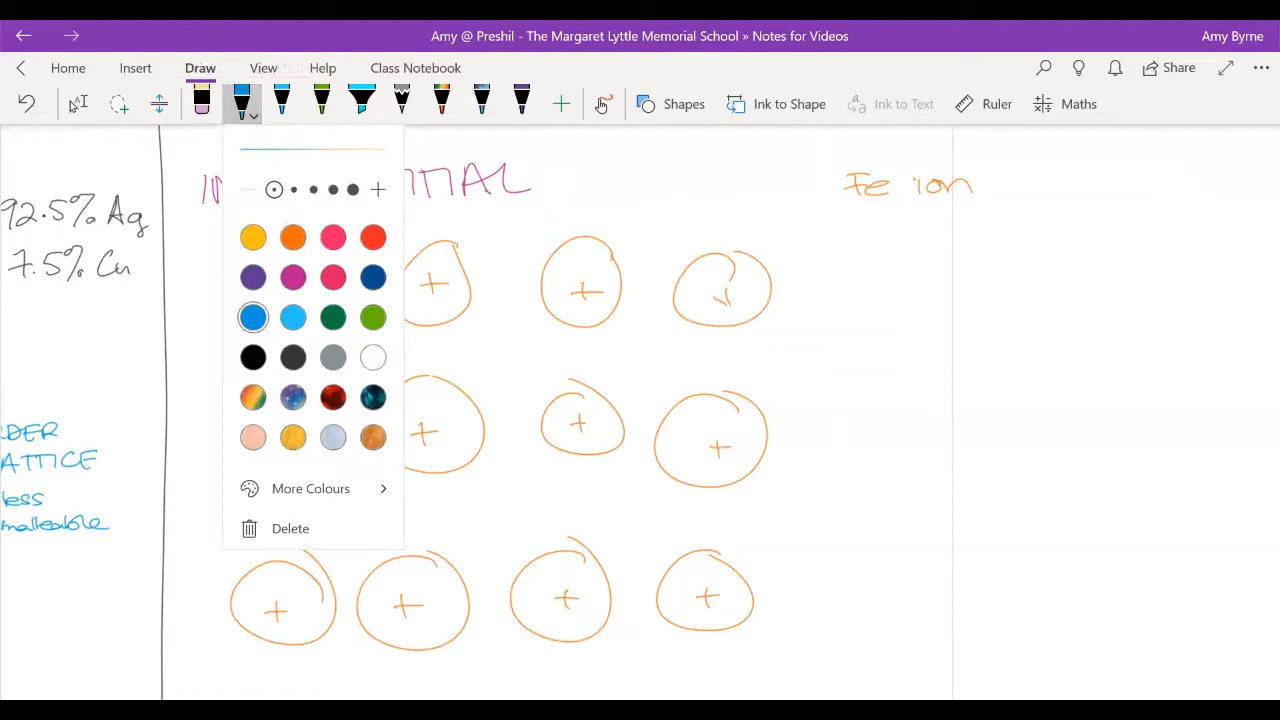 Amy @ Preshil - The Margaret Lyttle Memorial School » Notes for Videos
Amy Byrne
Home
Insert
Draw
View
Help
Class Notebook
Share
Shapes
Ink to Shape
Ink to Text
Ruler
Maths
TITIAL
Fe ion
92.5% Ag
7.5% Cu
RDER
ATTICE
less
malleable
+ + +
+ + +
+ + + +
More Colours
Delete